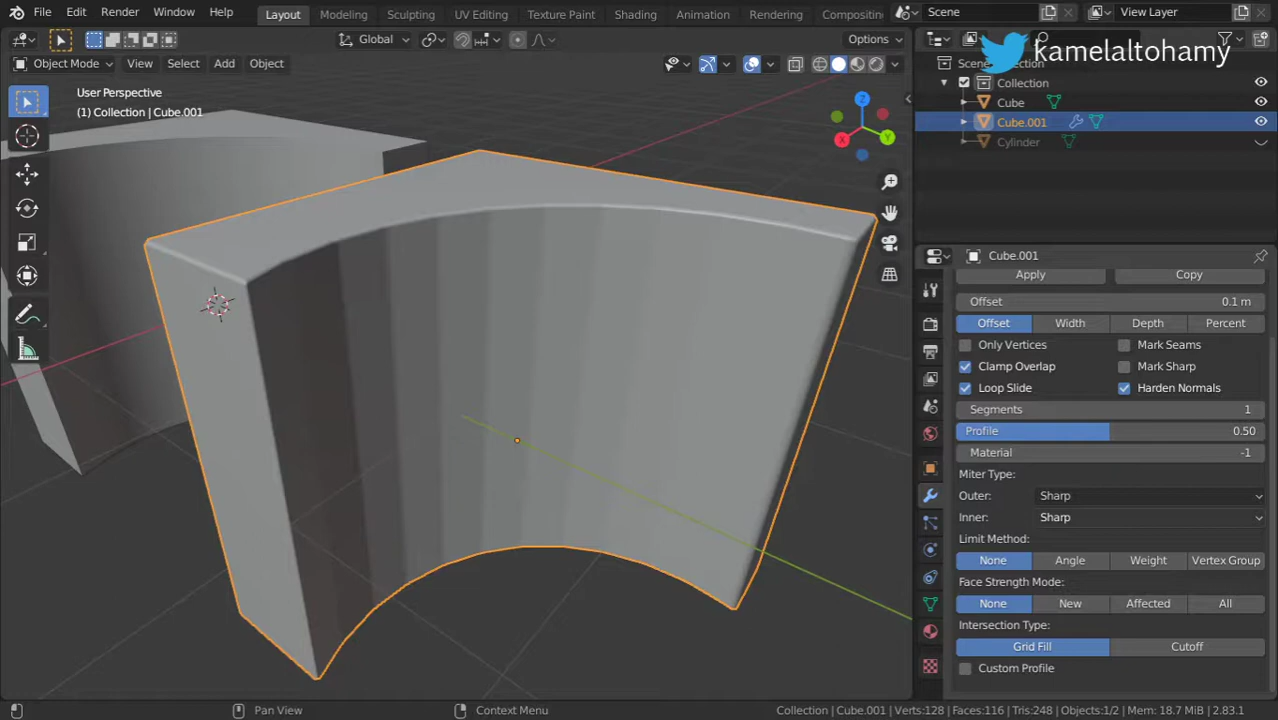 File Edit Render Window Help Layout Modeling Sculpting UV Editing Texture Paint Shading Animation Rendering Compositing Scene View Layer
Global Options
Object Mode View Select Add Object
kamelaltohamy
User Perspective
(1) Collection | Cube.001
Collection
Cube
Cube.001
Cylinder
Z
Y
X
Cube.001
Apply Copy
Offset 0.1 m
Offset Width Depth Percent
Only Vertices Mark Seams
Clamp Overlap Mark Sharp
Loop Slide Harden Normals
Segments 1
Profile 0.50
Material -1
Miter Type:
Outer: Sharp
Inner: Sharp
Limit Method:
None Angle Weight Vertex Group
Face Strength Mode:
None New Affected All
Intersection Type:
Grid Fill Cutoff
Custom Profile
Pan View Context Menu Collection | Cube.001 | Verts:128 | Faces:116 | Tris:248 | Objects:1/2 | Mem: 18.7 MiB | 2.83.1